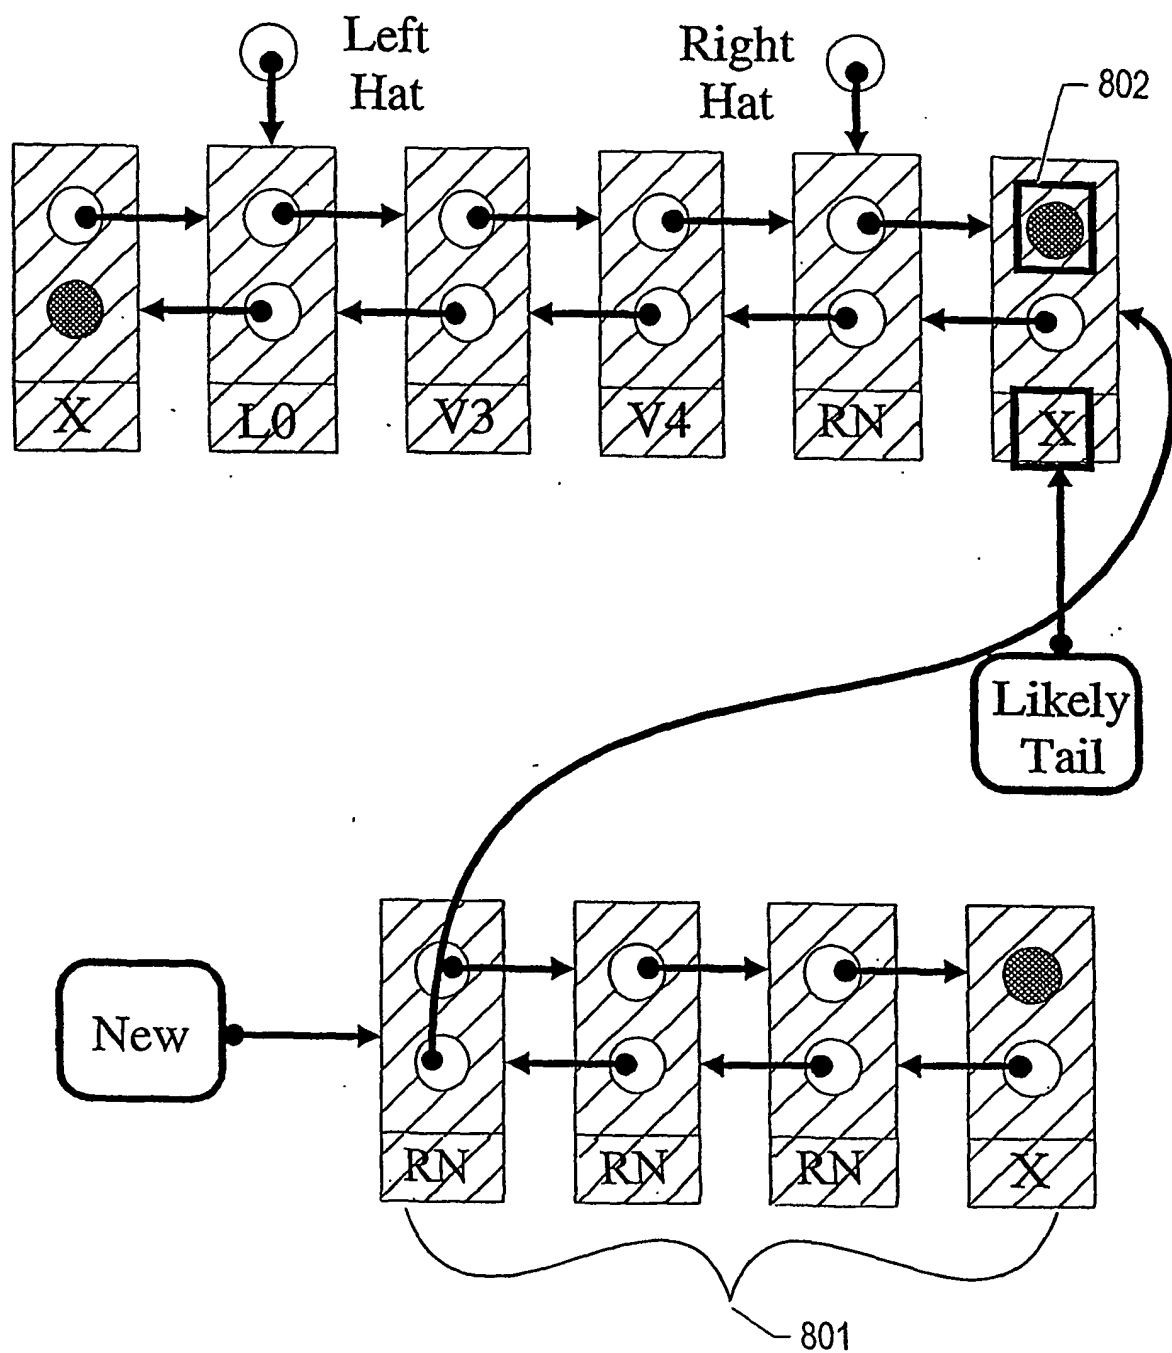 Left
Hat
Right
Hat
802
X
L0
V3
V4
RN
X
Likely
Tail
New
RN
RN
RN
X
801